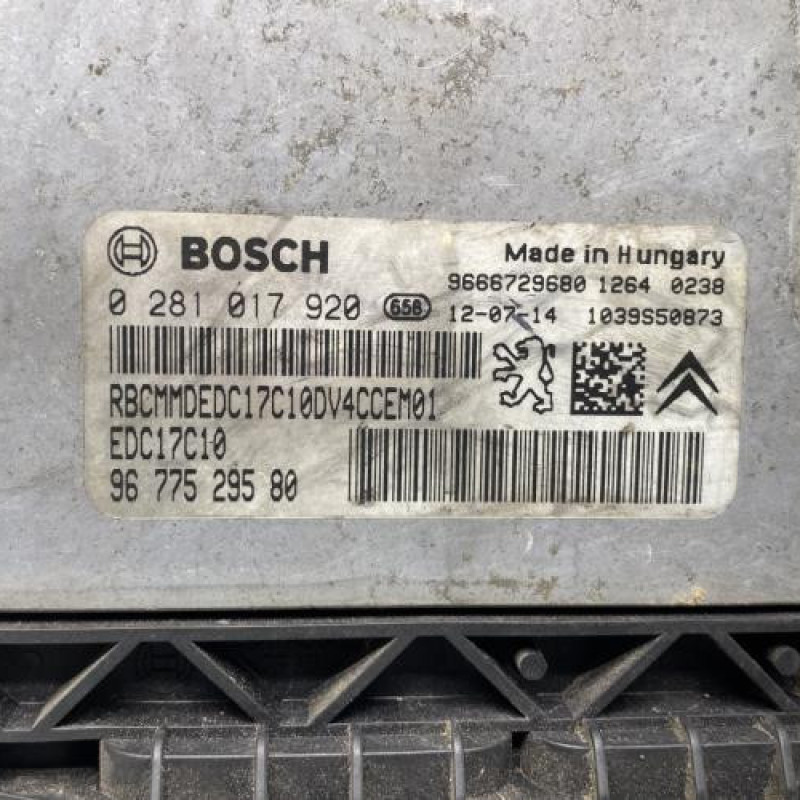 BOSCH Made in Hungary
9666729680 1264 0238
0 281 017 920 658 12-07-14 1039S50873
RBCMMDEDC17C10DV4CCEM01
EDC17C10
96 775 295 80